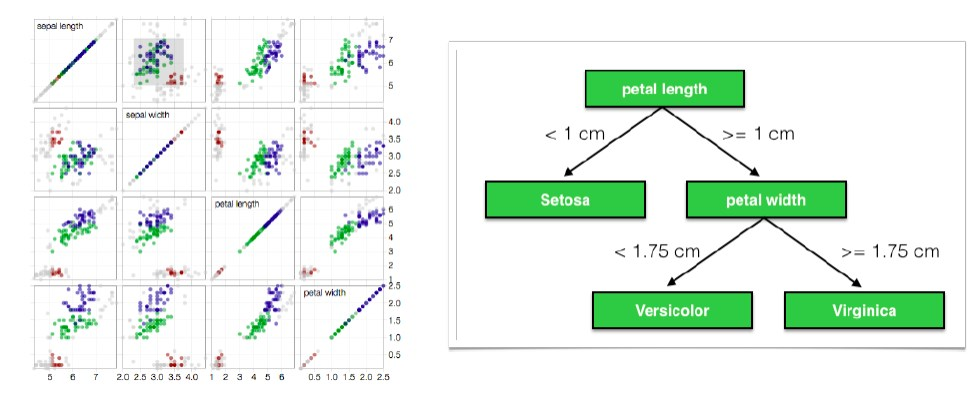 sepal length
7
6
5
sepal width
4.0
3.5
3.0
2.5
2.0
petal length
6
5
4
3
2
1
petal width
2.5
2.0
1.5
1.0
0.5
5 6 7 2.0 2.5 3.0 3.5 4.0 1 2 3 4 5 6 0.5 1.0 1.5 2.0 2.5
petal length
< 1 cm >= 1 cm
Setosa petal width
< 1.75 cm >= 1.75 cm
Versicolor Virginica